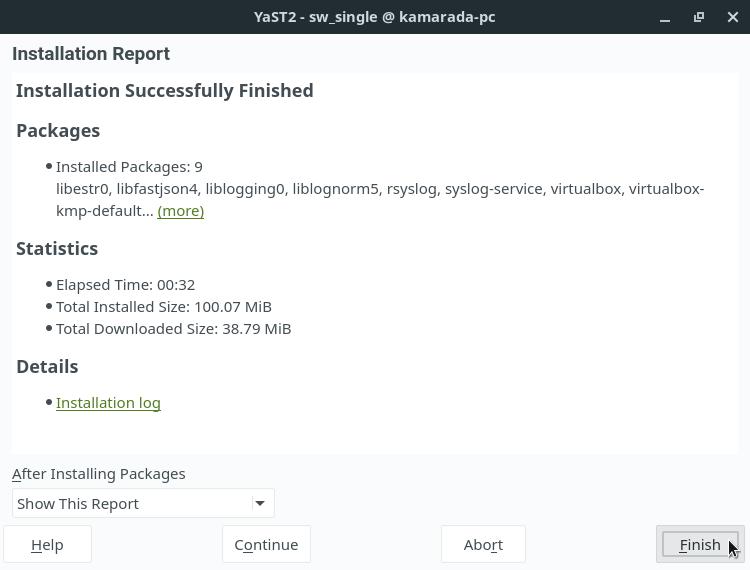 YaST2 - sw_single @ kamarada-pc
Installation Report
Installation Successfully Finished
Packages
Installed Packages: 9
libestr0, libfastjson4, liblogging0, liblognorm5, rsyslog, syslog-service, virtualbox, virtualbox-
kmp-default... (more)
Statistics
Elapsed Time: 00:32
Total Installed Size: 100.07 MiB
Total Downloaded Size: 38.79 MiB
Details
Installation log
After Installing Packages
Show This Report
Help Continue Abort Finish